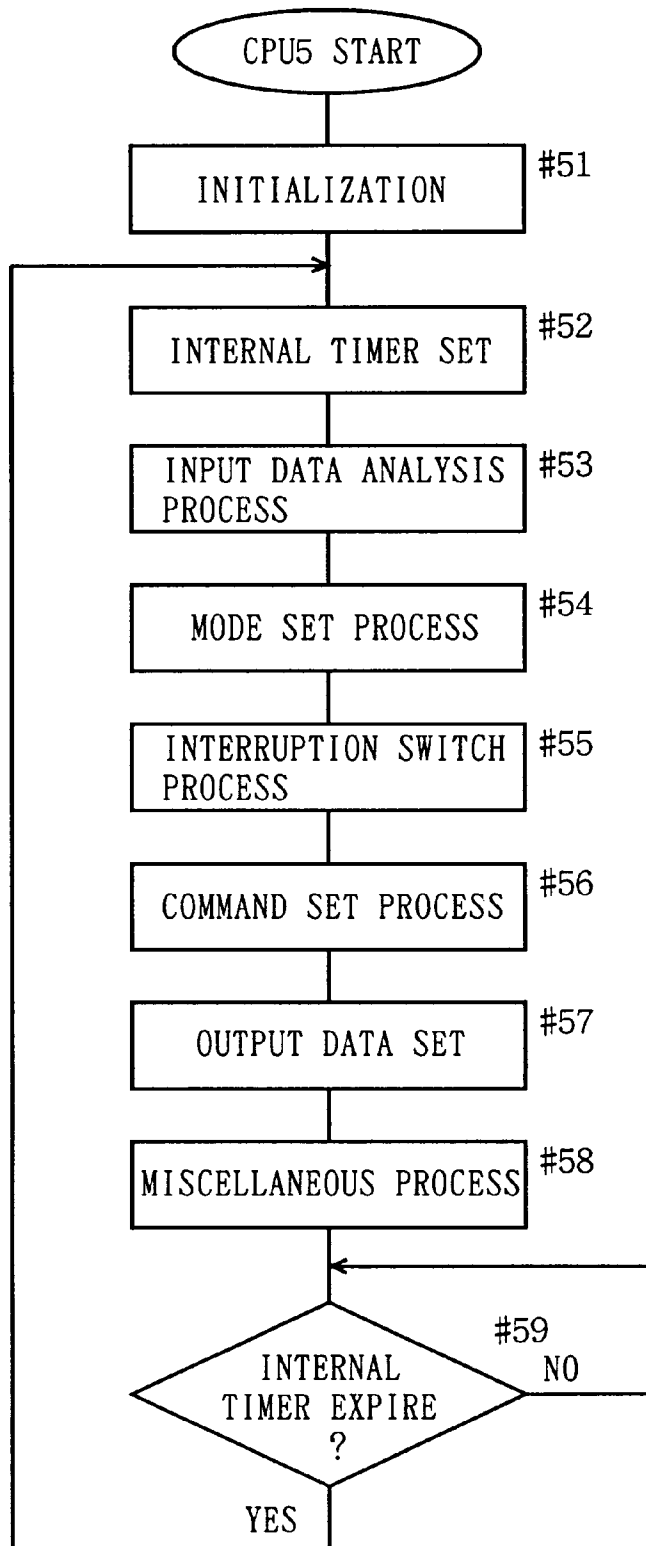 CPU5 START
#51
INITIALIZATION
#52
INTERNAL TIMER SET
#53
INPUT DATA ANALYSIS
PROCESS
#54
MODE SET PROCESS
#55
INTERRUPTION SWITCH
PROCESS
#56
COMMAND SET PROCESS
#57
OUTPUT DATA SET
#58
MISCELLANEOUS PROCESS
#59
INTERNAL
TIMER EXPIRE
?
NO
YES